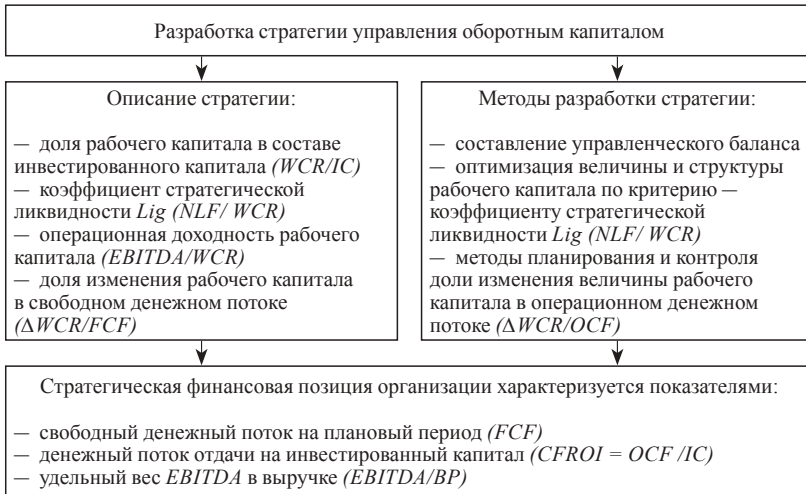 Разработка стратегии управления оборотным капиталом
Описание стратегии:
— доля рабочего капитала в составе
инвестированного капитала (WCR/IC)
— коэффициент стратегической
ликвидности Lig (NLF/ WCR)
— операционная доходность рабочего
капитала (EBITDA/WCR)
— доля изменения рабочего капитала
в свободном денежном потоке
(ΔWCR/FCF)
Методы разработки стратегии:
— составление управленческого баланса
— оптимизация величины и структуры
рабочего капитала по критерию —
коэффициенту стратегической
ликвидности Lig (NLF/ WCR)
— методы планирования и контроля
доли изменения величины рабочего
капитала в операционном денежном
потоке (ΔWCR/OCF)
Стратегическая финансовая позиция организации характеризуется показателями:
— свободный денежный поток на плановый период (FCF)
— денежный поток отдачи на инвестированный капитал (CFROI = OCF /IC)
— удельный вес EBITDA в выручке (EBITDA/BP)